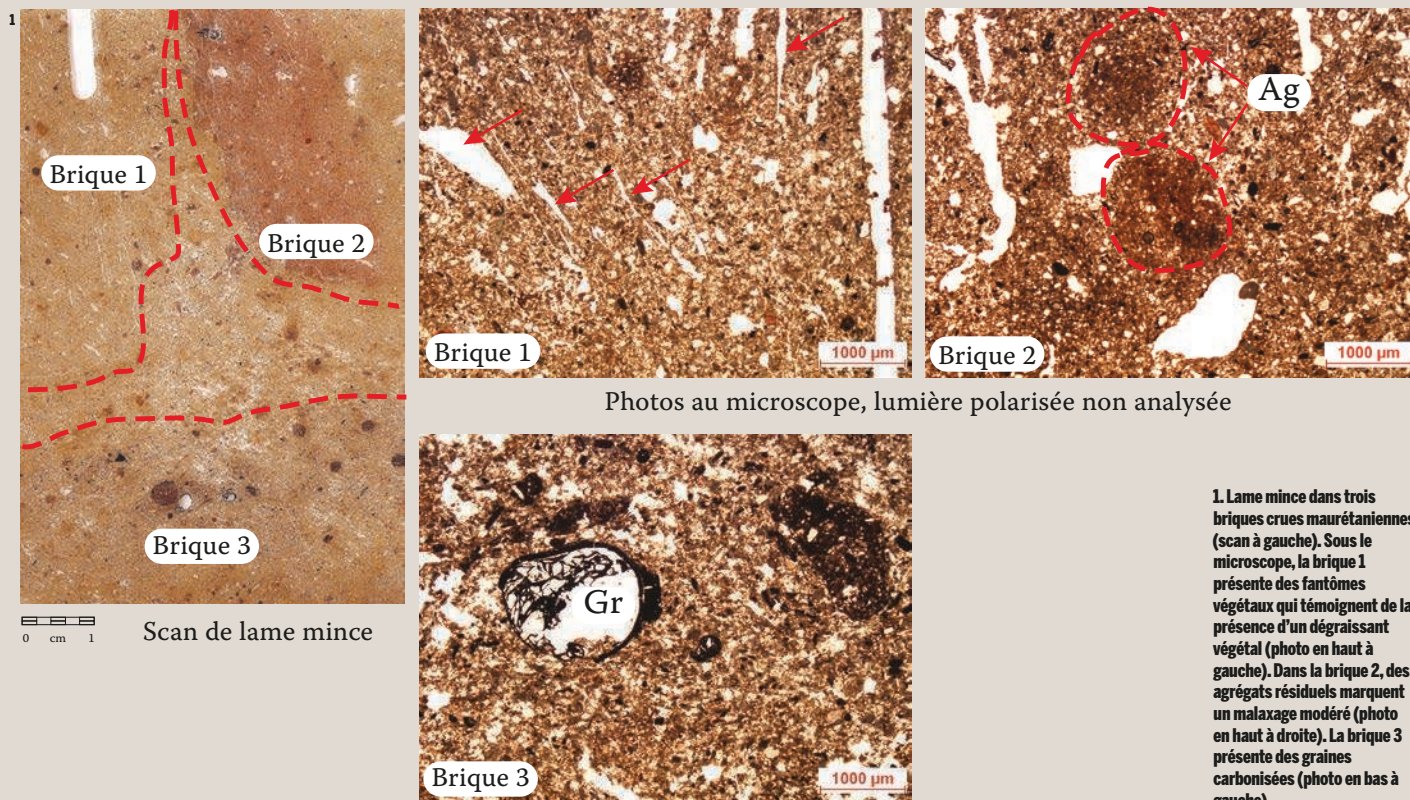 1
Brique 1
Brique 2
Brique 3
0 cm 1
Scan de lame mince
Brique 1
1000 µm
Ag
Brique 2
1000 µm
Photos au microscope, lumière polarisée non analysée
Gr
Brique 3
1000 µm
1. Lame mince dans trois
briques crues maurétaniennes
(scan à gauche). Sous le
microscope, la brique 1
présente des fantômes
végétaux qui témoignent de la
présence d'un dégraissant
végétal (photo en haut à
gauche). Dans la brique 2, des
agrégats résiduels marquent
un malaxage modéré (photo
en haut à droite). La brique 3
présente des graines
carbonisées (photo en bas à
gauche)